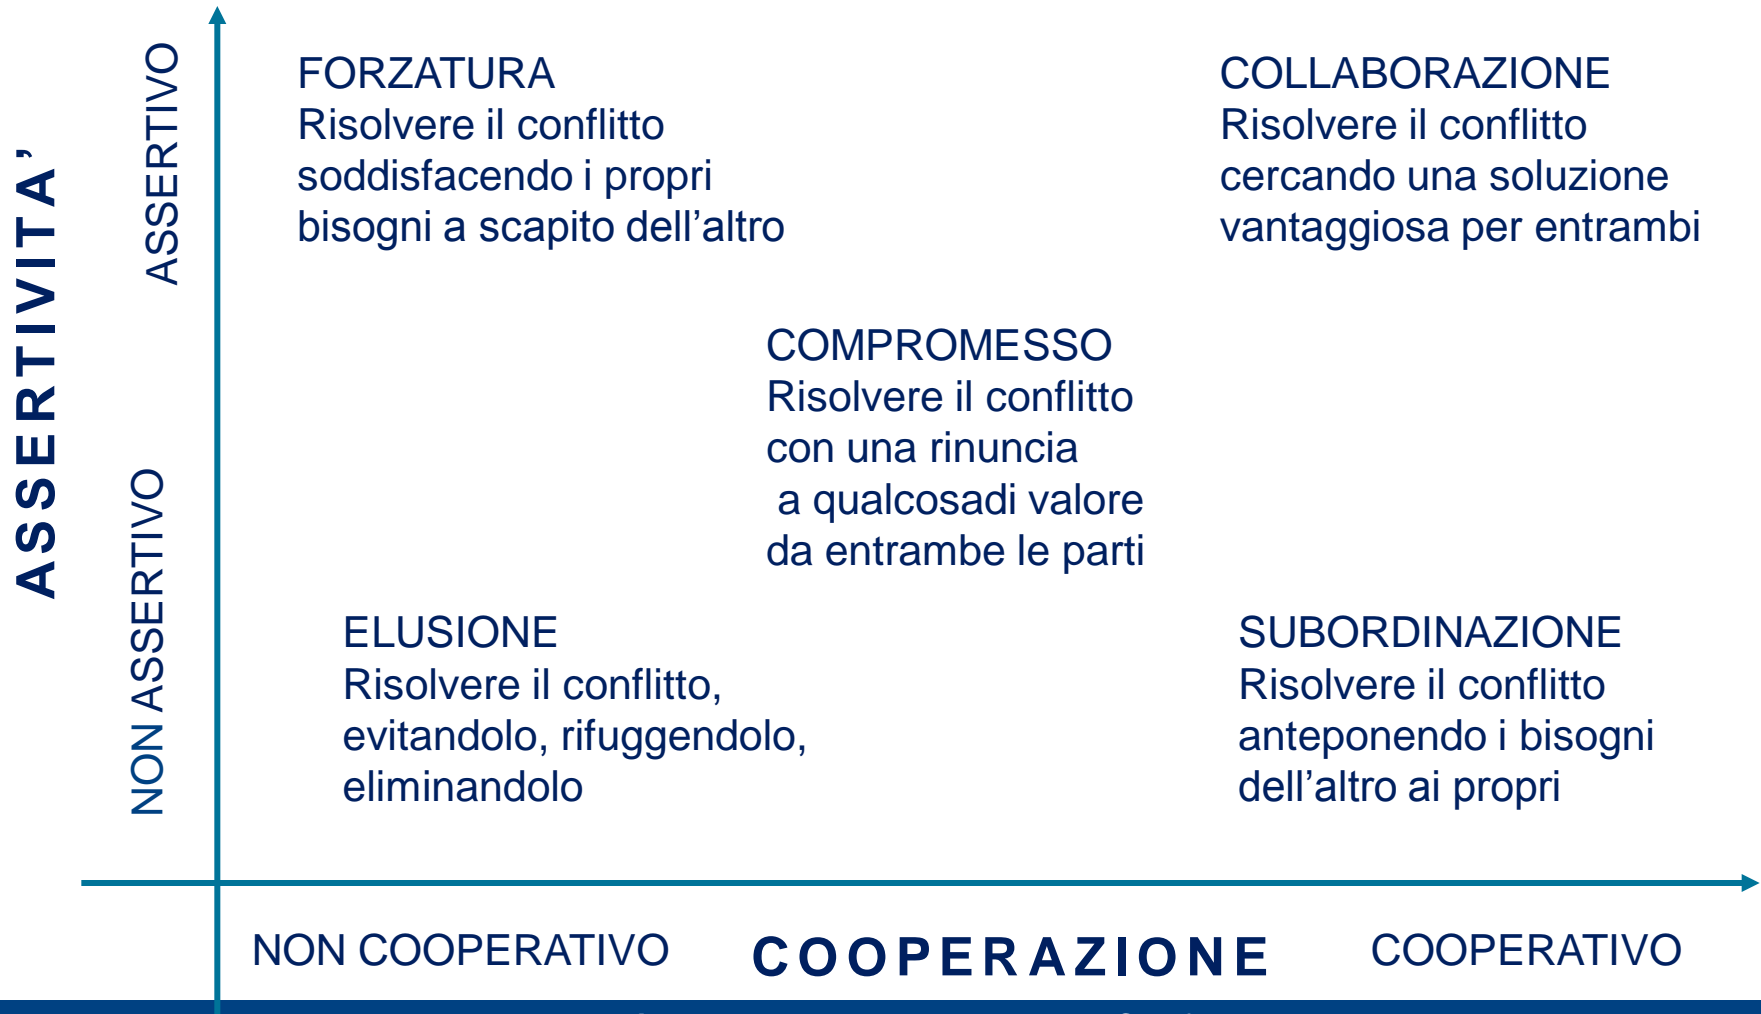 ASSERTIVITA’
ASSERTIVO
NON ASSERTIVO
FORZATURA
Risolvere il conflitto
soddisfacendo i propri
bisogni a scapito dell’altro
COLLABORAZIONE
Risolvere il conflitto
cercando una soluzione
vantaggiosa per entrambi
COMPROMESSO
Risolvere il conflitto
con una rinuncia
a qualcosadi valore
da entrambe le parti
ELUSIONE
Risolvere il conflitto,
evitandolo, rifuggendolo,
eliminandolo
SUBORDINAZIONE
Risolvere il conflitto
anteponendo i bisogni
dell’altro ai propri
NON COOPERATIVO
COOPERAZIONE
COOPERATIVO